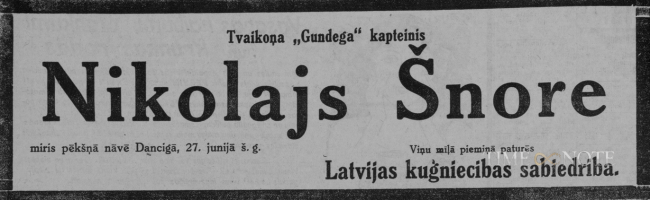 Tvaikoņa „Gundega“ kapteinis
Nikolajs Šnore
miris pēkšņā nāvē Dancigā, 27. junijā š. g.
Viņu mīļā piemiņā paturēs
Latvijas kuģniecības sabiedrība.